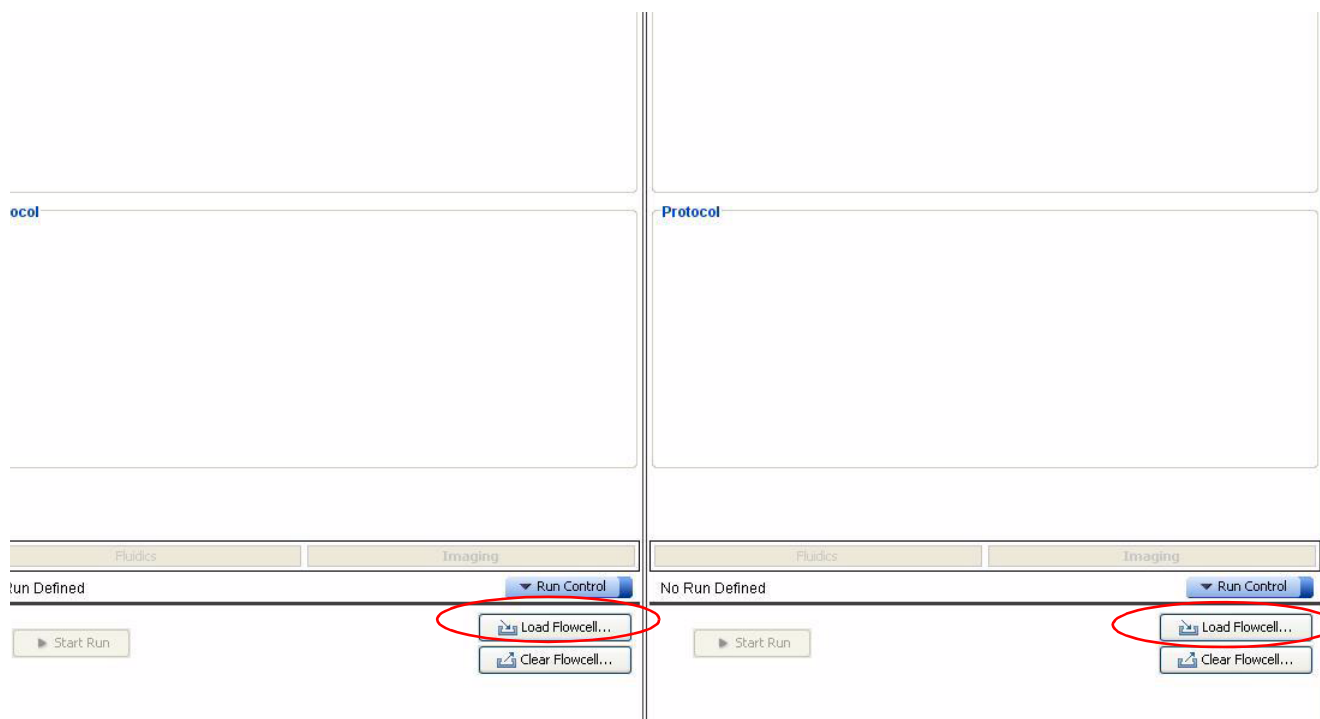 ocol
Protocol
Fluidics Imaging
Fluidics Imaging
Run Defined
Run Control
No Run Defined
Run Control
Start Run
Load Flowcell...
Clear Flowcell...
Start Run
Load Flowcell...
Clear Flowcell...